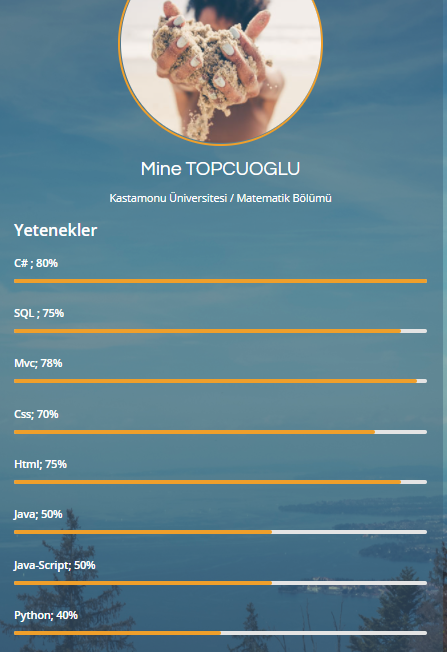 Mine TOPCUOGLU
Kastamonu Üniversitesi / Matematik Bölümü
Yetenekler
C# ; 80%
SQL ; 75%
Mvc; 78%
Css; 70%
Html; 75%
Java; 50%
Java-Script; 50%
Python; 40%